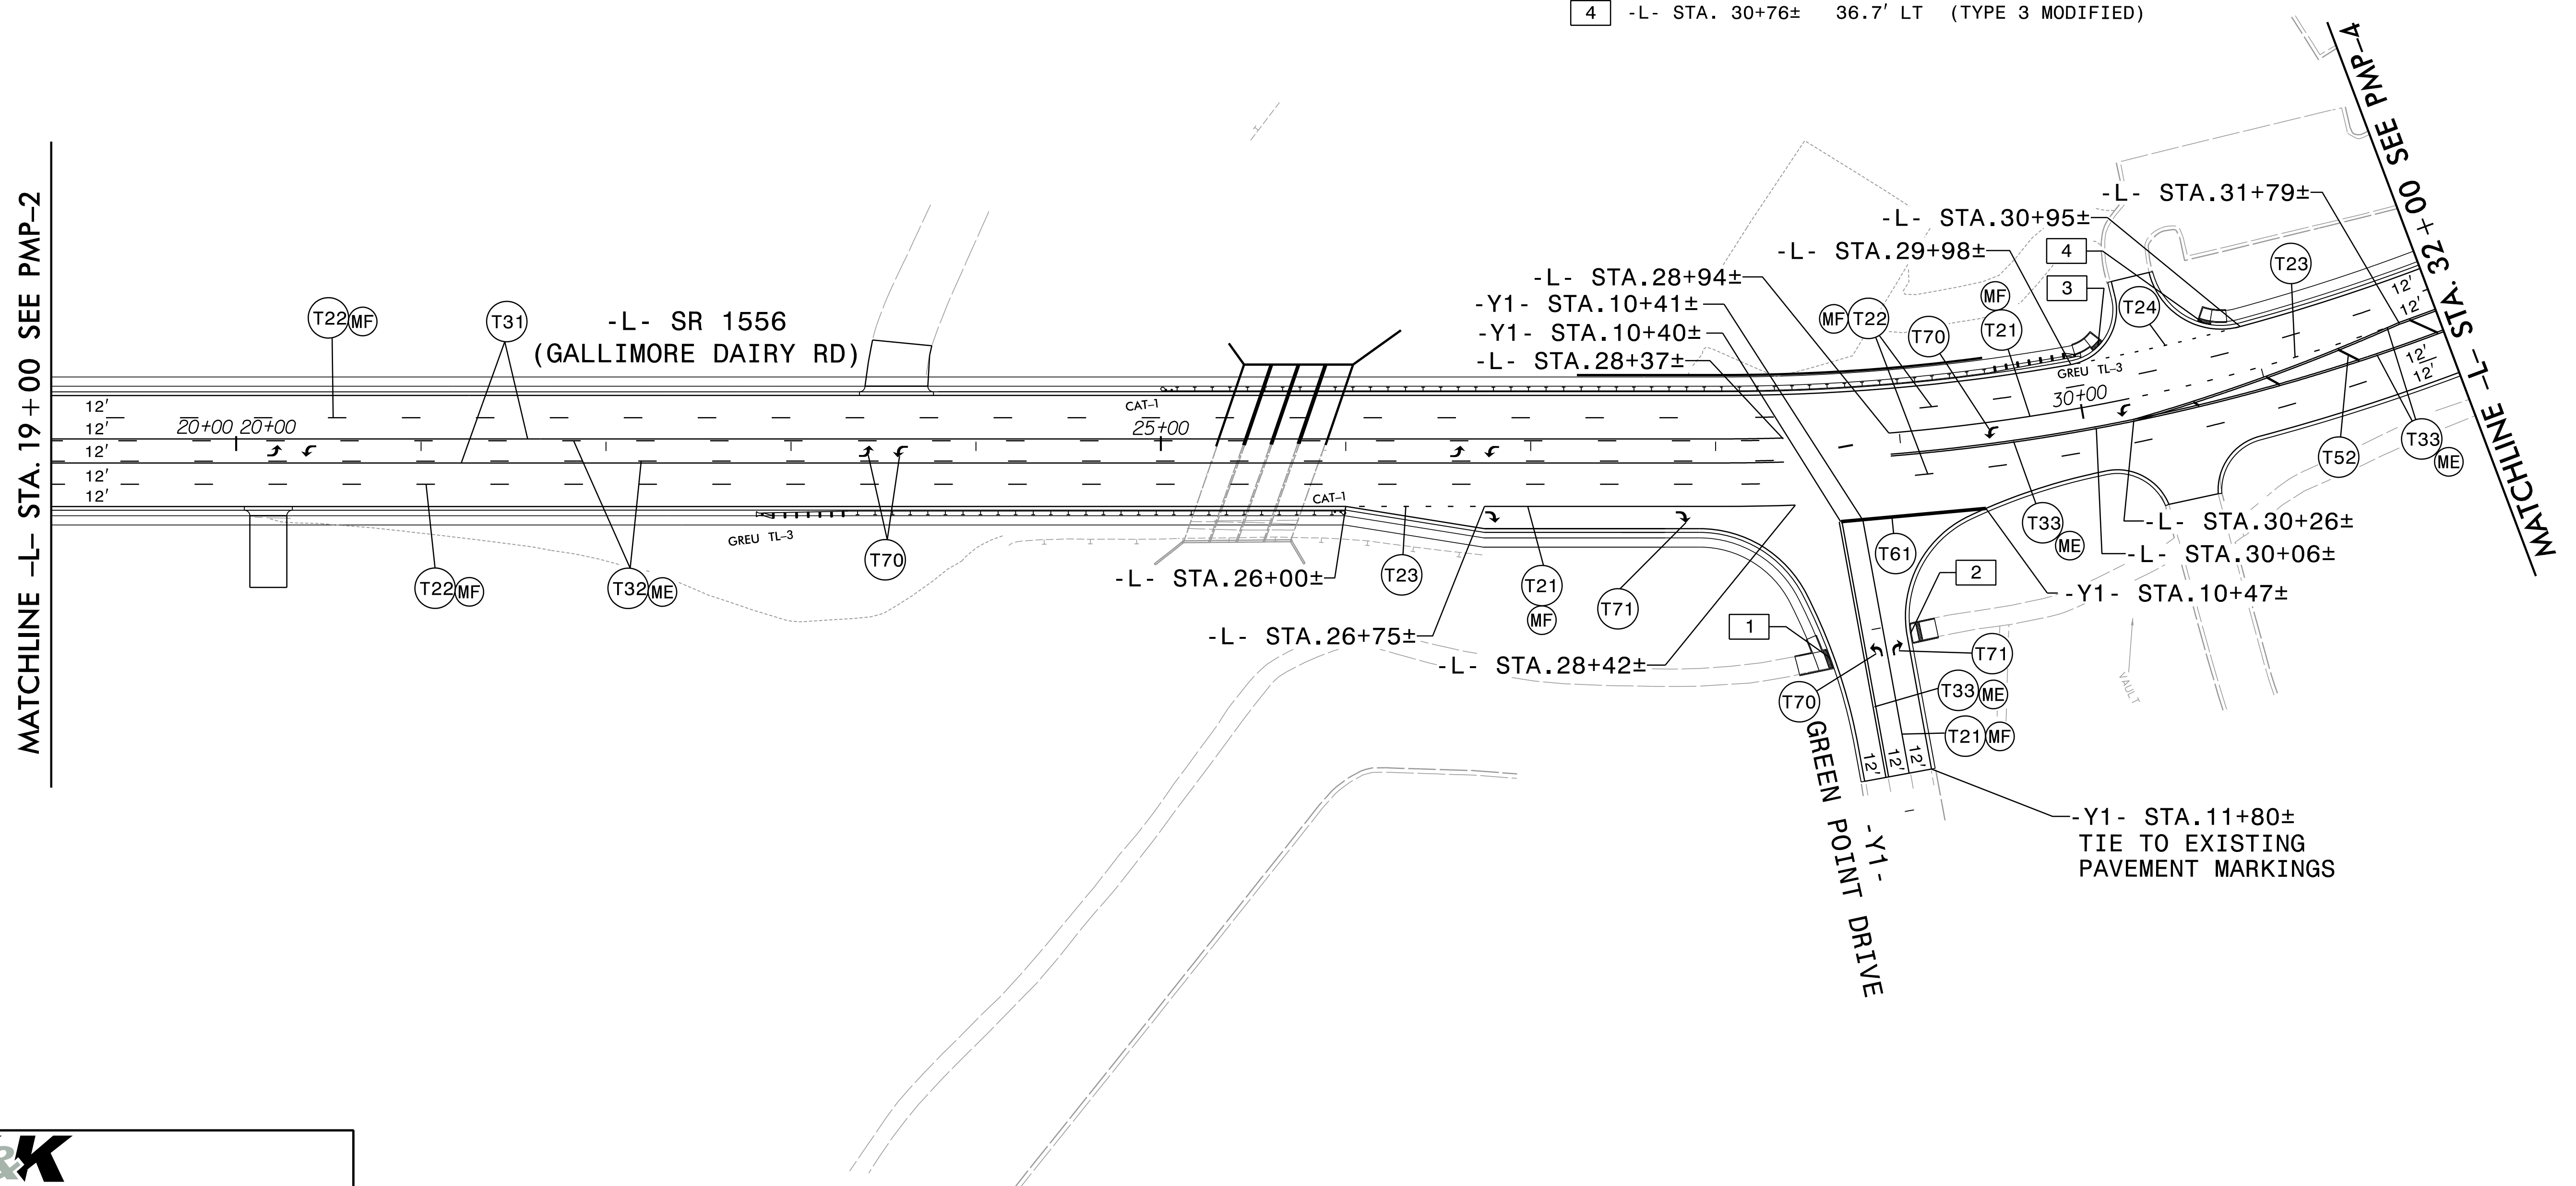 4 -L- STA. 30+76± 36.7' LT (TYPE 3 MODIFIED)
MATCHLINE -L- STA. 19+00 SEE PMP-2
MATCHLINE -L- STA. 32+00 SEE PMP-4
-L- STA.31+79±
-L- STA.30+95±
-L- STA.29+98±
4
3
T23
-L- STA.28+94±
-Y1- STA.10+41±
-Y1- STA.10+40±
-L- STA.28+37±
MF T22
T70
MF
T21
T24
T22 MF
T31
-L- SR 1556
(GALLIMORE DAIRY RD)
GREU TL-3
30+00
12'
12'
12'
12'
12'
12'
12'
12'
12'
20+00 20+00
CAT-1
25+00
CAT-1
GREU TL-3
T22 MF
T32 ME
T70
-L- STA.26+00±
T23
T21
MF
T71
-L- STA.26+75±
-L- STA.28+42±
1
T61
2
T33
ME
T52
T33
ME
-L- STA.30+26±
-L- STA.30+06±
-Y1- STA.10+47±
T71
T70
T33 ME
T21 MF
VAULT
12'
12'
12'
-Y1- STA.11+80±
TIE TO EXISTING
PAVEMENT MARKINGS
-Y1-
GREEN POINT DRIVE
&K